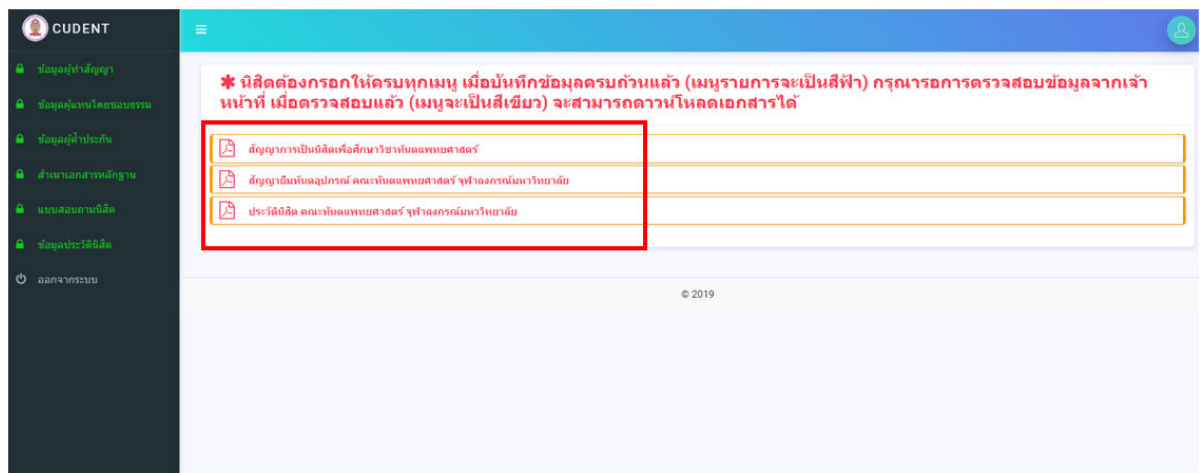 CUDENT
ข้อมูลผู้ทำสัญญา
ข้อมูลผู้แทนโดยชอบธรรม
ข้อมูลผู้ค้ำประกัน
สำเนาเอกสารหลักฐาน
แบบสอบถามนิสิต
ข้อมูลประวัตินิสิต
ออกจากระบบ
✱ นิสิตต้องกรอกให้ครบทุกเมนู เมื่อบันทึกข้อมุลครบถ้วนแล้ว (เมนูรายการจะเป็นสีฟ้า) กรุณารอการตรวจสอบข้อมูลจากเจ้า
หน้าที่ เมื่อตรวจสอบแล้ว (เมนูจะเป็นสีเขียว) จะสามารถดาวน์โหลดเอกสารได้
สัญญาการเป็นนิสิตเพื่อศึกษาวิชาทันตแพทยศาสตร์
สัญญายืมทันตอุปกรณ์ คณะทันตแพทยศาสตร์ จุฬาลงกรณ์มหาวิทยาลัย
ประวัตินิสิต คณะทันตแพทยศาสตร์ จุฬาลงกรณ์มหาวิทยาลัย
© 2019